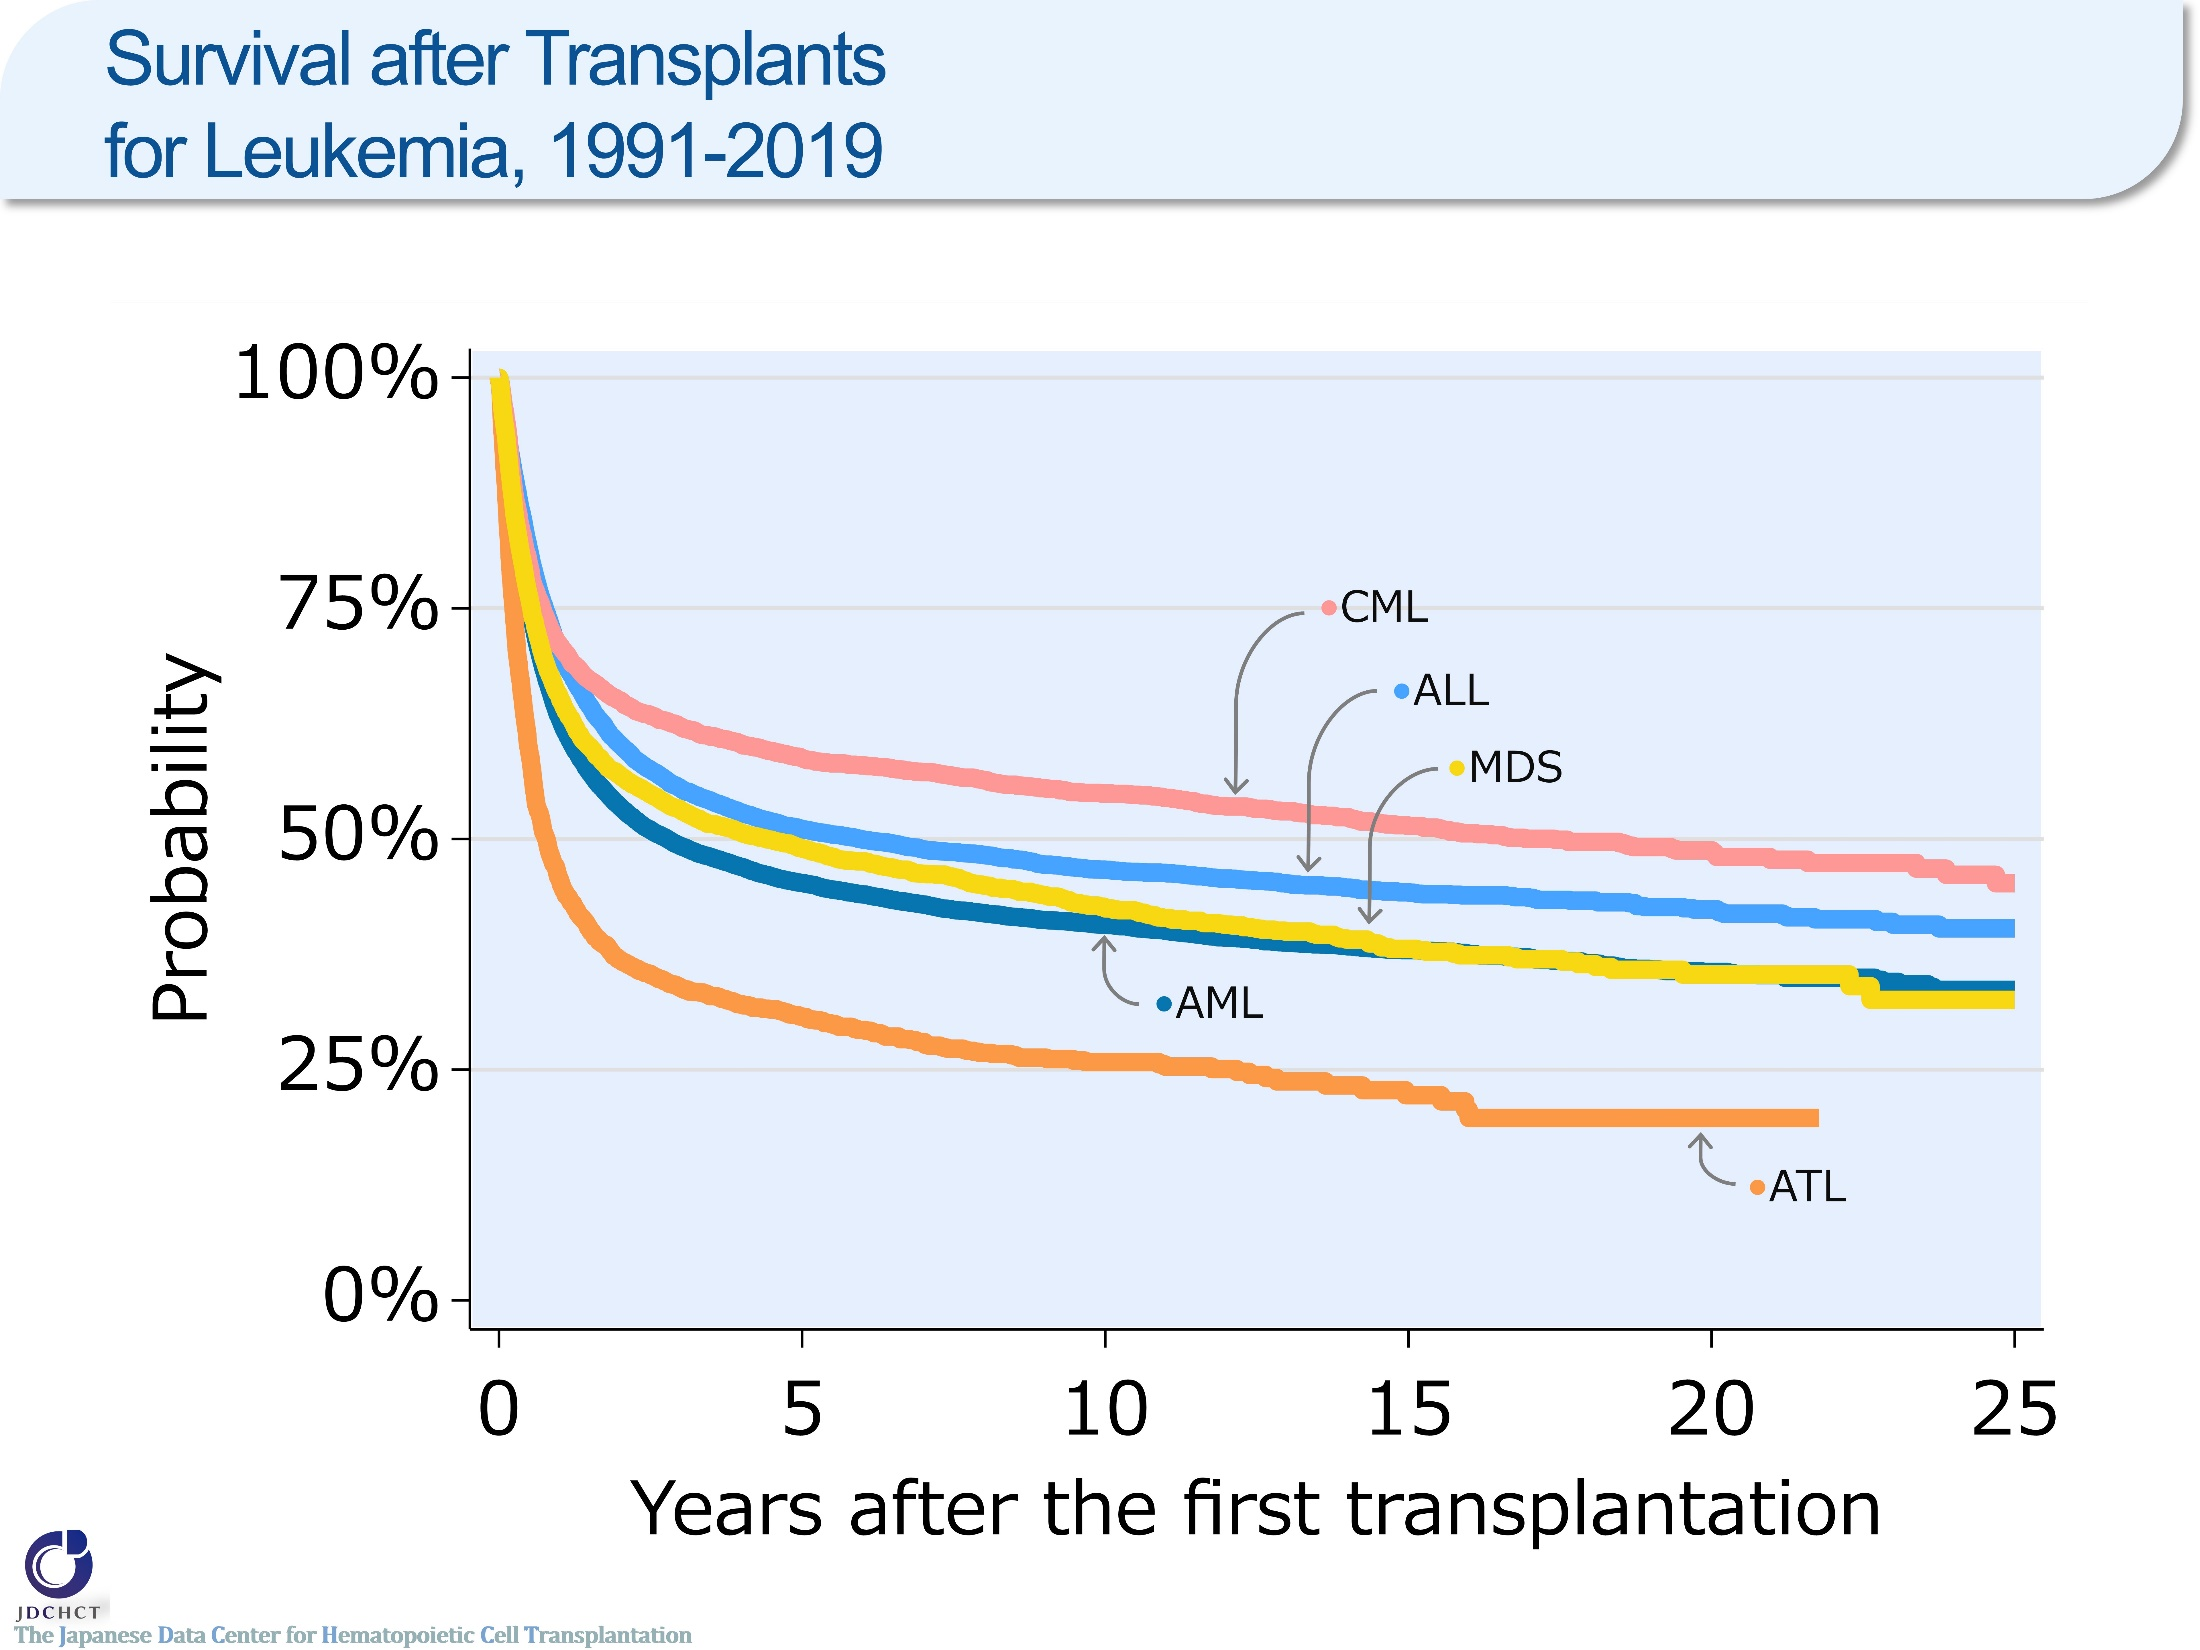 Survival after Transplants
for Leukemia, 1991-2019
100%
75%
50%
25%
0%
Probability
CML
ALL
MDS
AML
ATL
0 5 10 15 20 25
Years after the first transplantation
JDCHCT
The Japanese Data Center for Hematopoietic Cell Transplantation